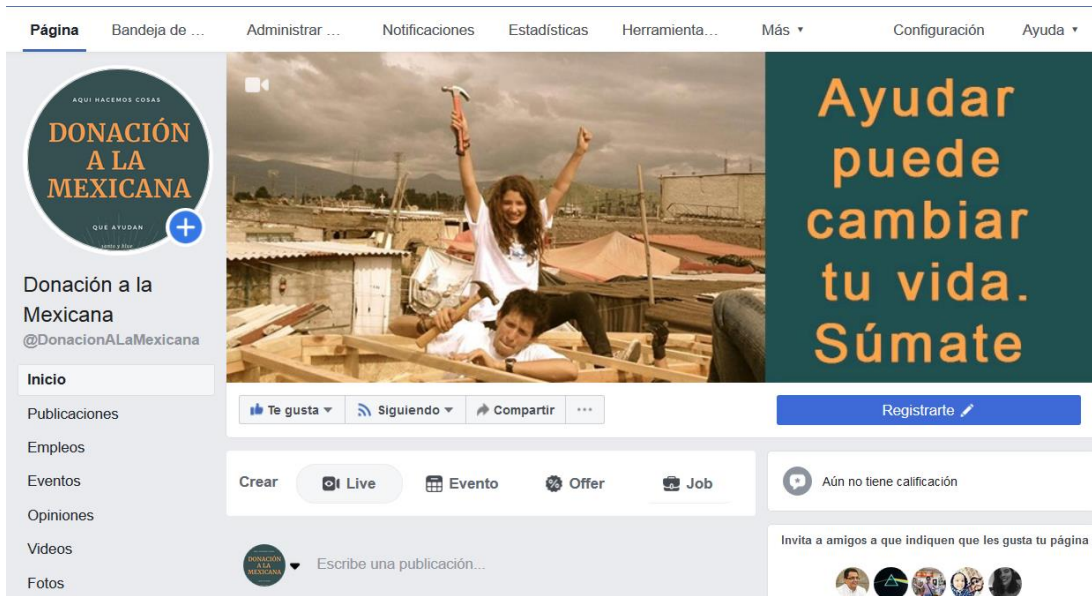 Página Bandeja de ... Administrar ... Notificaciones Estadísticas Herramienta... Más Configuración Ayuda
AQUI HACEMOS COSAS
DONACIÓN
A LA
MEXICANA
QUE AYUDAN
Ayudar
puede
cambiar
tu vida.
Súmate
Donación a la
Mexicana
@DonacionALaMexicana
Inicio
Publicaciones
Empleos
Eventos
Opiniones
Videos
Fotos
Te gusta Siguiendo Compartir ...
Registrarte
Crear Live Evento Offer Job
Aún no tiene calificación
DONACIÓN
A LA
MEXICANA
Escribe una publicación...
Invita a amigos a que indiquen que les gusta tu página